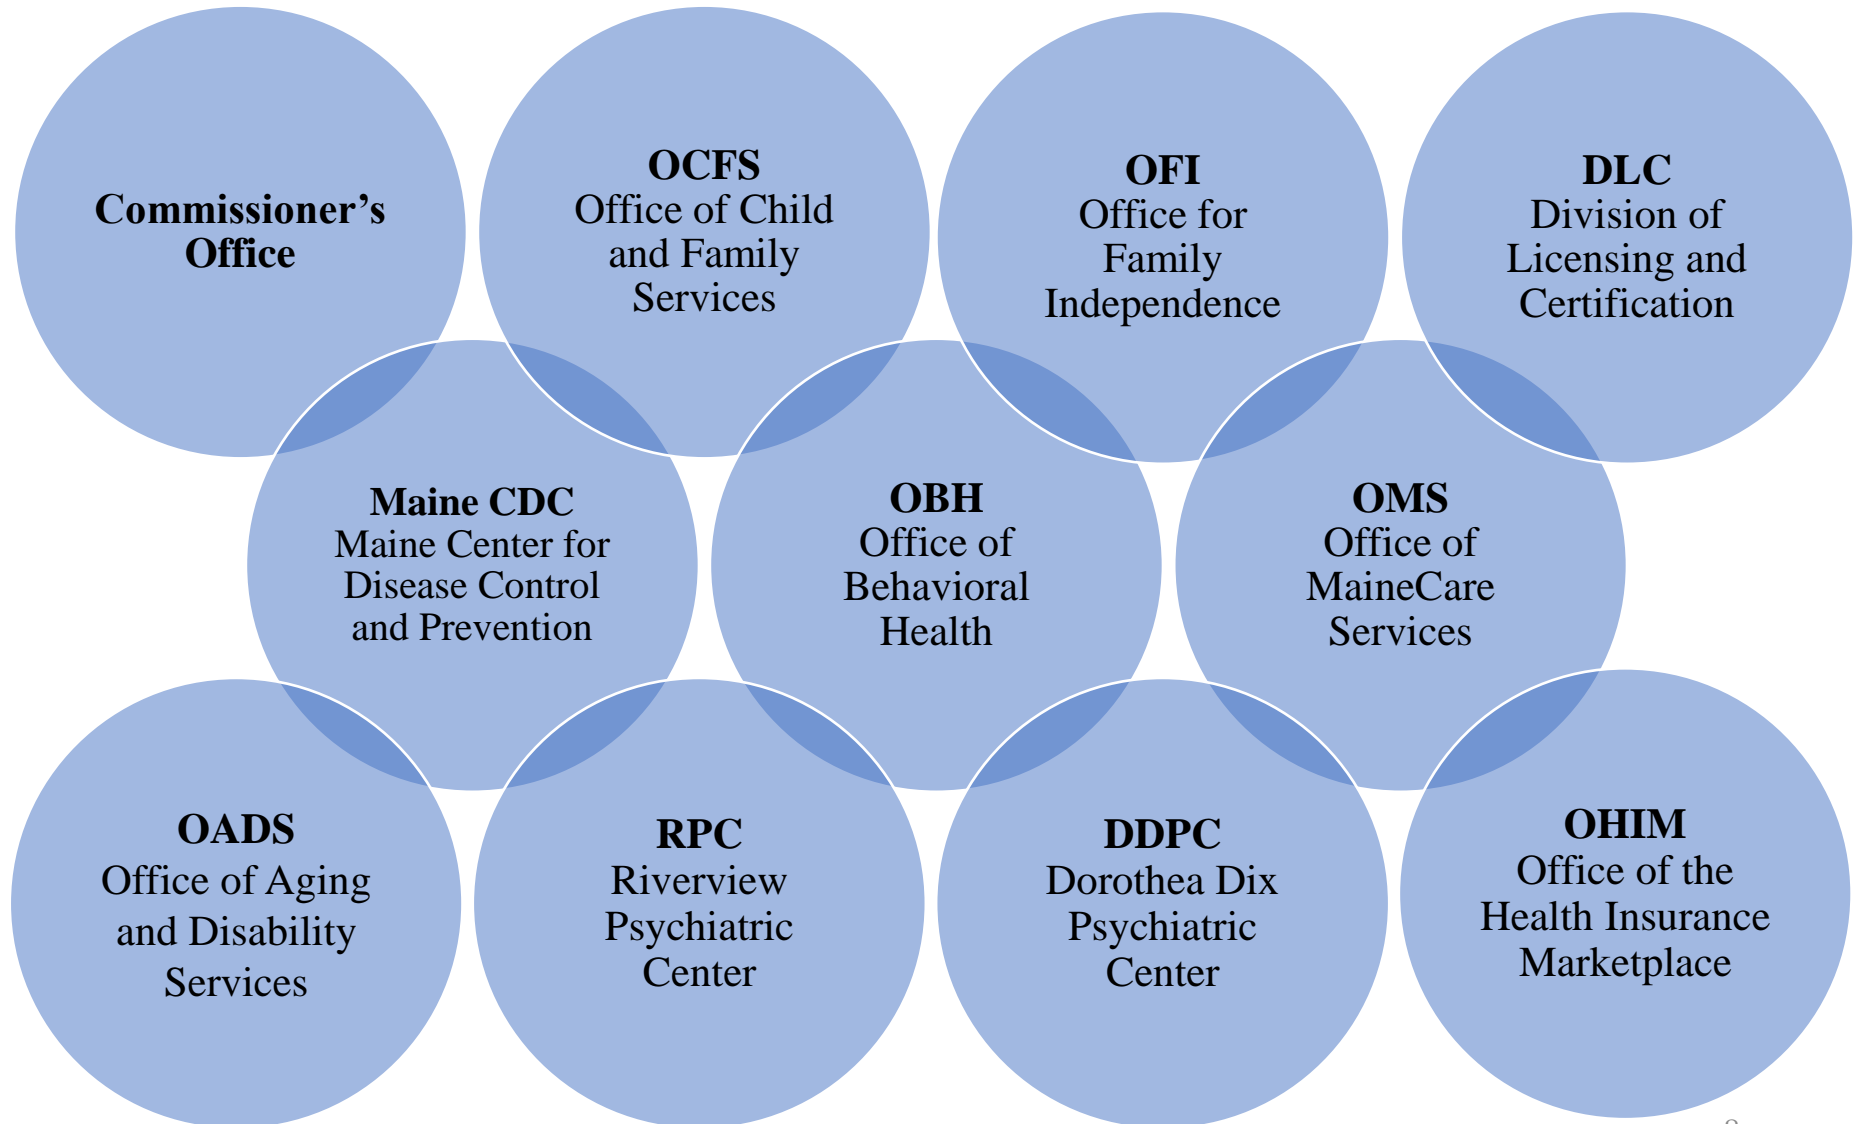 Commissioner’s
Office
OCFS
Office of Child
and Family
Services
OFI
Office for
Family
Independence
DLC
Division of
Licensing and
Certification
Maine CDC
Maine Center for
Disease Control
and Prevention
OBH
Office of
Behavioral
Health
OMS
Office of
MaineCare
Services
OADS
Office of Aging
and Disability
Services
RPC
Riverview
Psychiatric
Center
DDPC
Dorothea Dix
Psychiatric
Center
OHIM
Office of the
Health Insurance
Marketplace